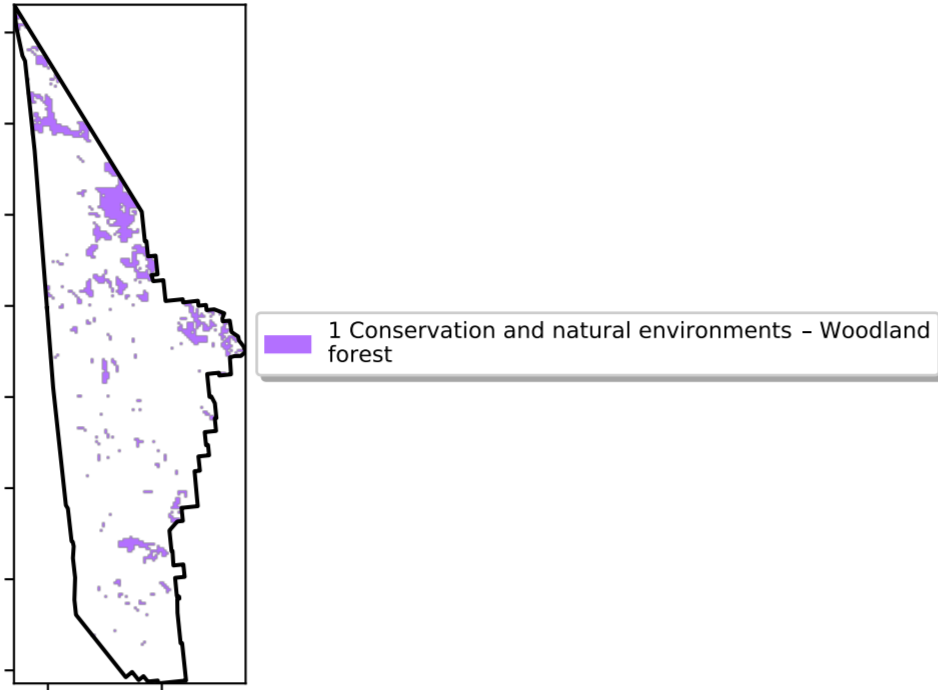 1 Conservation and natural environments – Woodland
forest